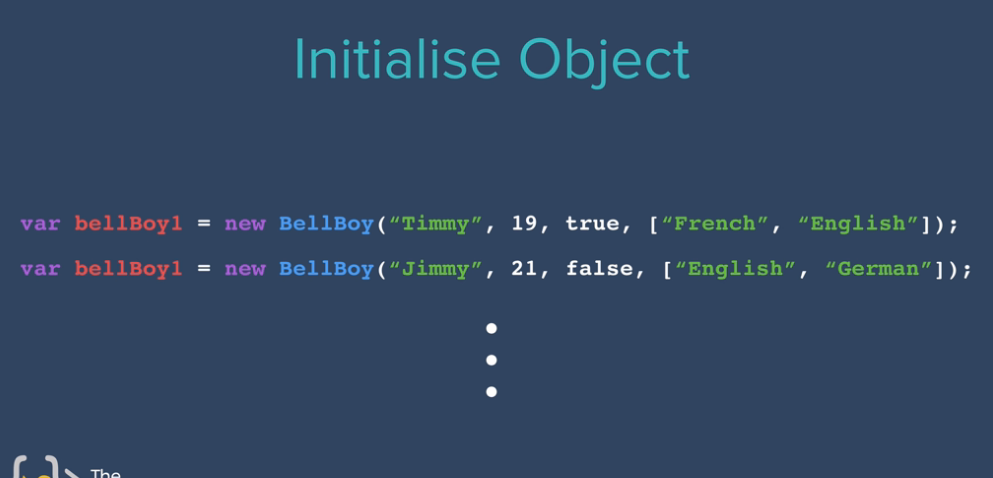 Initialise Object
var bellBoy1 = new BellBoy(“Timmy”, 19, true, [“French”, “English”]);
var bellBoy1 = new BellBoy(“Jimmy”, 21, false, [“English”, “German”]);
The